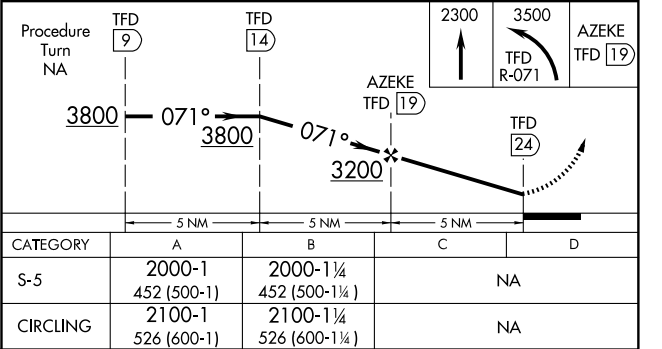 Procedure
Turn
NA
TFD
9
TFD
14
2300
3500
TFD
R-071
AZEKE
TFD 19
AZEKE
TFD 19
TFD
24
3800
071°
3800
071°
3200
5 NM
5 NM
5 NM
CATEGORY A B C D
S-5 2000-1 2000-1¼ NA
452 (500-1) 452 (500-1¼)
CIRCLING 2100-1 2100-1¼ NA
526 (600-1) 526 (600-1¼)